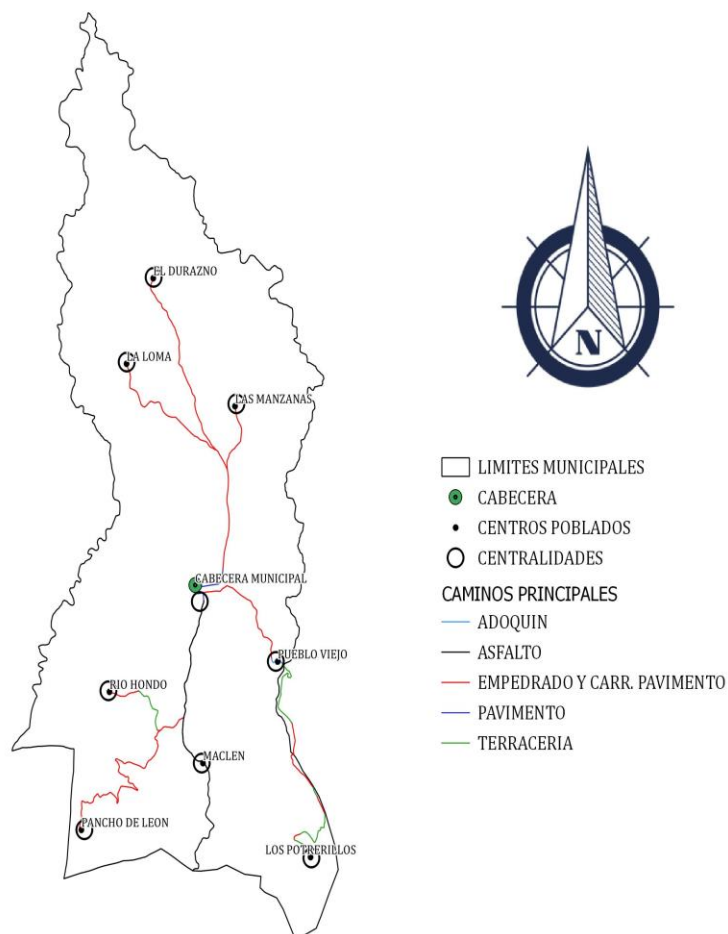 EL DURAZNO
LA LOMA
LAS MANZANAS
CABECERA MUNICIPAL
PUEBLO VIEJO
RIO HONDO
MACLEN
PANCHO DE LEON
LOS POTRERILLOS
N
LIMITES MUNICIPALES
CABECERA
CENTROS POBLADOS
CENTRALIDADES
CAMINOS PRINCIPALES
ADOQUIN
ASFALTO
EMPEDRADO Y CARR. PAVIMENTO
PAVIMENTO
TERRACERIA